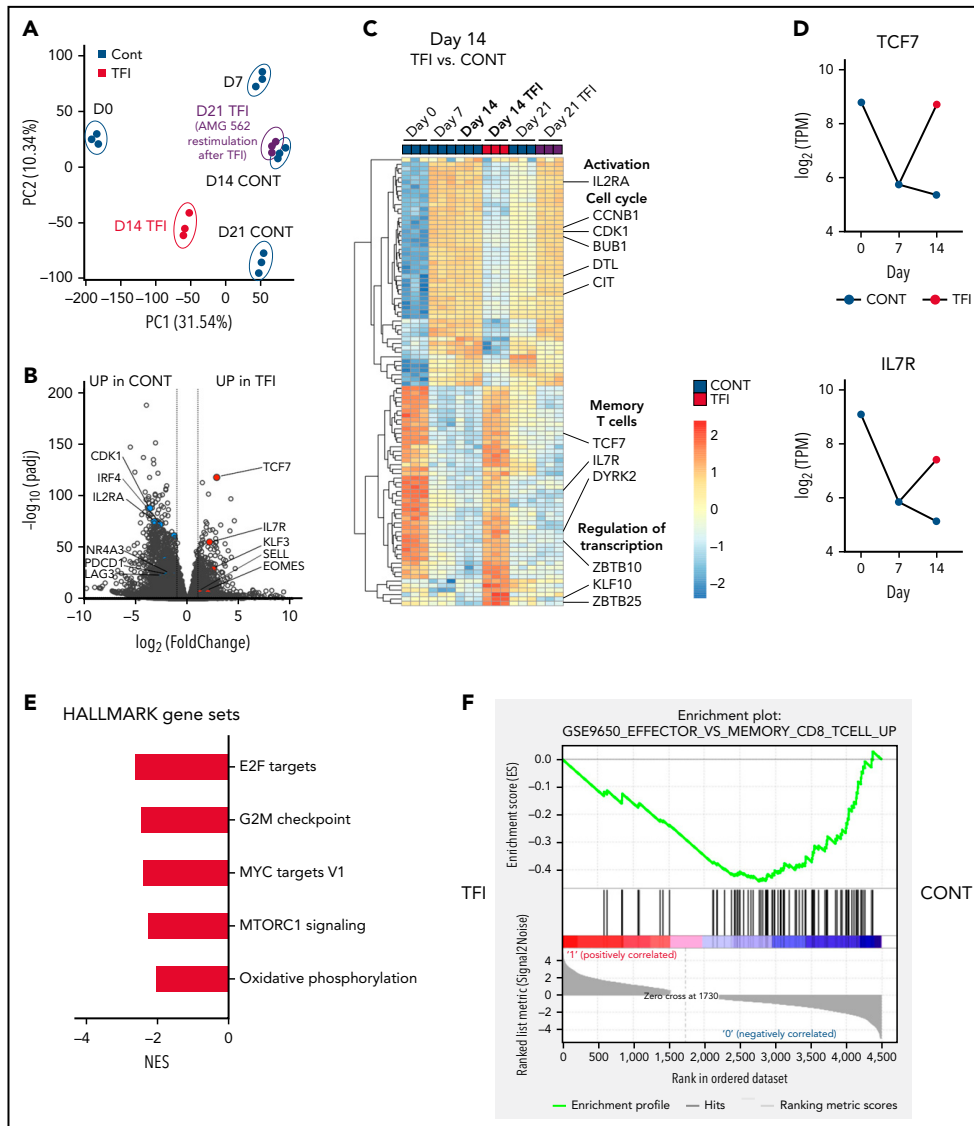 A
Cont
TFI
100
50
0
−50
−100
PC2 (10.34%)
D0
D7
D21 TFI
(AMG 562
restimulation
after TFI)
D14 CONT
D14 TFI
D21 CONT
−200 −150 −100 −50 0 50 100
PC1 (31.54%)
B
UP in CONT UP in TFI
200
150
100
50
0
−log10 (padj)
CDK1
IRF4
IL2RA
NR4A3
PDCD1
LAG3
TCF7
IL7R
KLF3
SELL
EOMES
−10 −5 0 5 10
log2 (FoldChange)
C
Day 14
TFI vs. CONT
Day 0
Day 7
Day 14
Day 14 TFI
Day 21
Day 21 TFI
Activation
IL2RA
Cell cycle
CCNB1
CDK1
BUB1
DTL
CIT
Memory
T cells
TCF7
IL7R
DYRK2
Regulation of
transcription
ZBTB10
KLF10
ZBTB25
CONT
TFI
2
1
0
−1
−2
D
TCF7
10
8
6
4
log2 (TPM)
0 7 14
Day
CONT TFI
IL7R
10
8
6
4
log2 (TPM)
0 7 14
Day
E
HALLMARK gene sets
E2F targets
G2M checkpoint
MYC targets V1
MTORC1 signaling
Oxidative phosphorylation
−4 −2 0
NES
F
Enrichment plot:
GSE9650_EFFECTOR_VS_MEMORY_CD8_TCELL_UP
0.0
−0.1
−0.2
−0.3
−0.4
Enrichment score (ES)
TFI
CONT
'1' (positively correlated)
4
2
0
−2
−4
Ranked list metric (Signal2Noise)
Zero cross at 1730
'0' (negatively correlated)
0 500 1,000 1,500 2,000 2,500 3,000 3,500 4,000 4,500
Rank in ordered dataset
Enrichment profile Hits Ranking metric scores